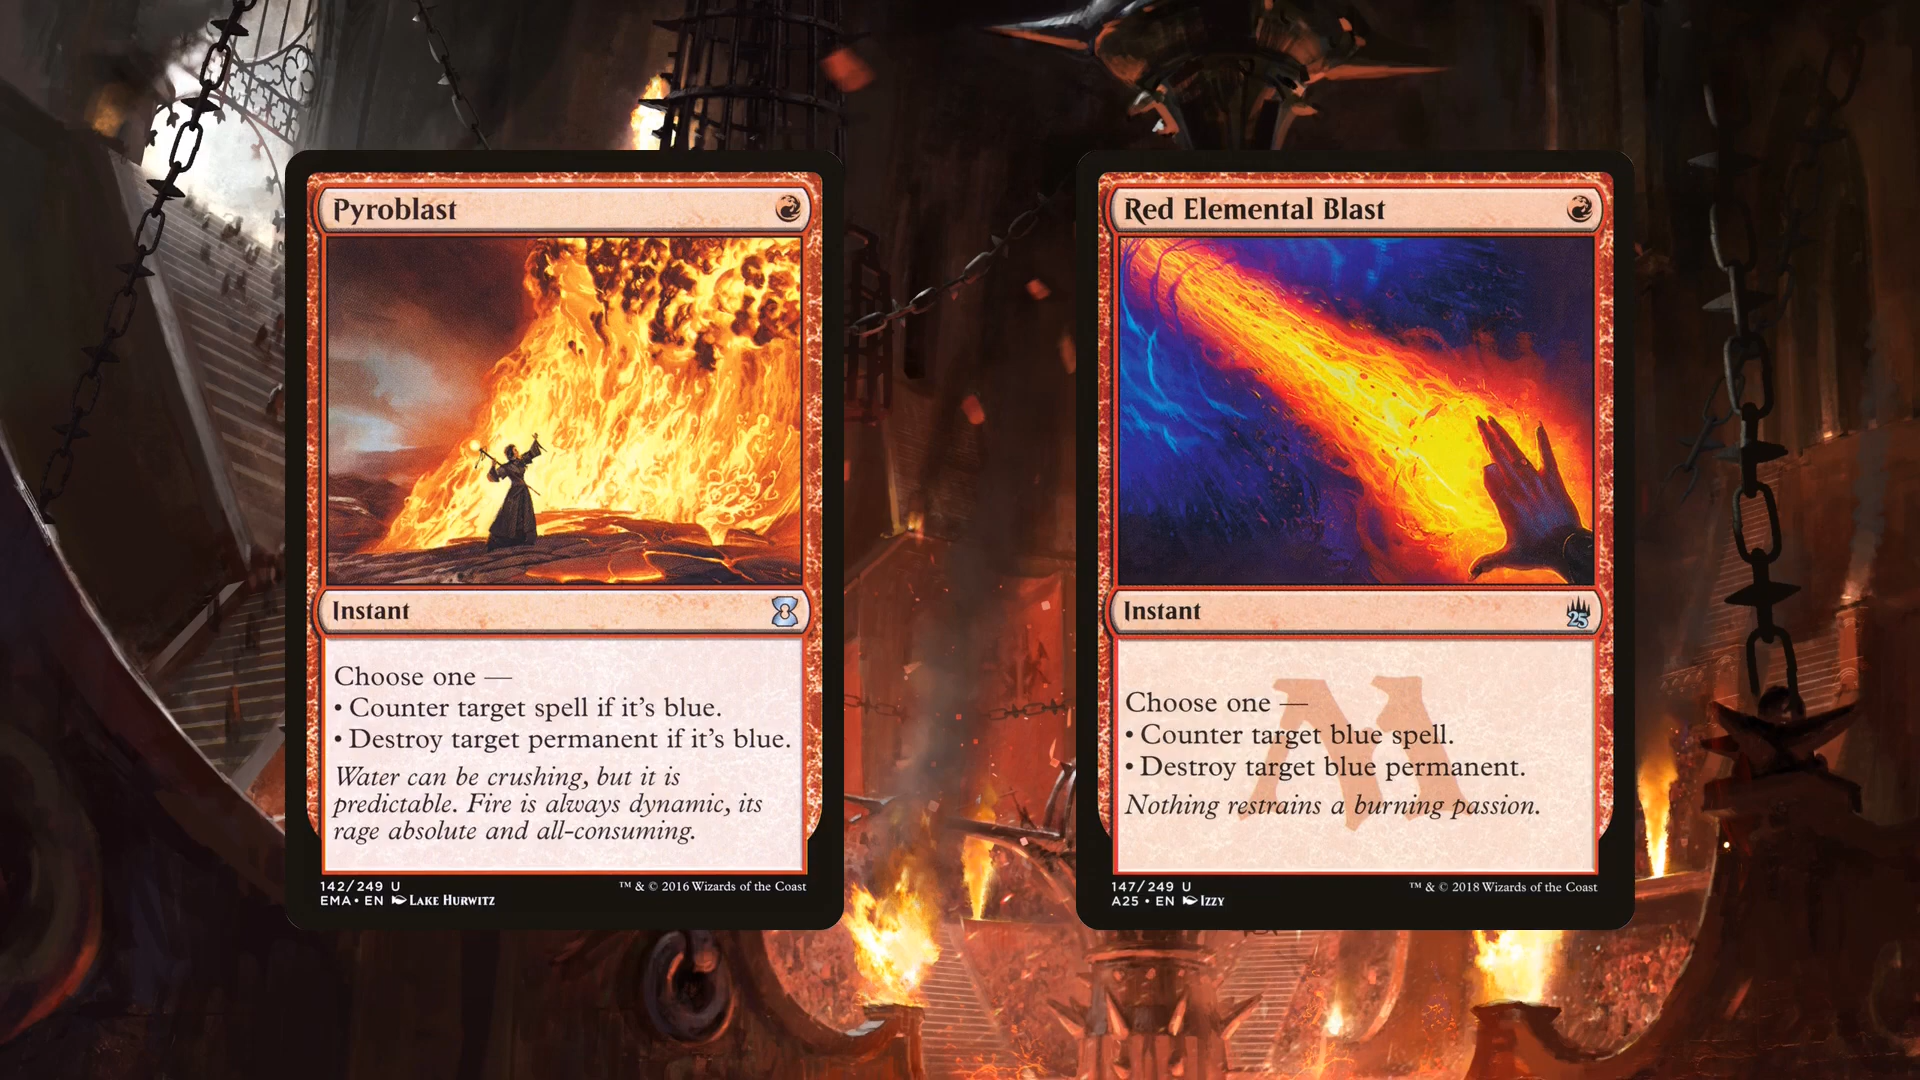 Pyroblast
Instant
Choose one —
• Counter target spell if it's blue.
• Destroy target permanent if it's blue.
Water can be crushing, but it is
predictable. Fire is always dynamic, its
rage absolute and all-consuming.
142/249 U
EMA • EN LAKE HURWITZ
™ & © 2016 Wizards of the Coast
Red Elemental Blast
Instant
25
Choose one —
• Counter target blue spell.
• Destroy target blue permanent.
Nothing restrains a burning passion.
147/249 U
A25 • EN IZZY
™ & © 2018 Wizards of the Coast